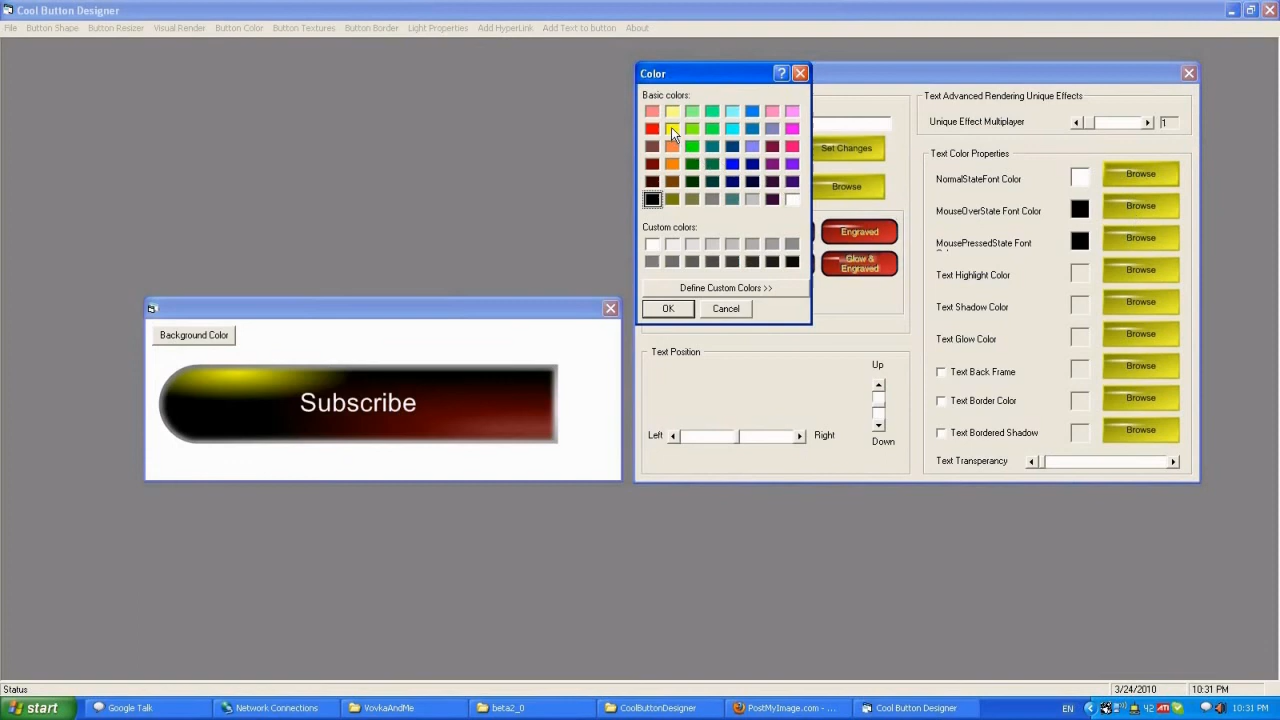 Cool Button Designer
File Button Shape Button Resizer Visual Render Button Color Button Textures Button Border Light Properties Add HyperLink Add Text to button About
Color
Basic colors:
Custom colors:
Define Custom Colors >>
OK Cancel
Set Changes
Browse
Engraved
Glow &
Engraved
Text Position
Up
Left Right
Down
Text Advanced Rendering Unique Effects
Unique Effect Multiplayer 1
Text Color Properties
NormalStateFont Color Browse
MouseOverState Font Color Browse
MousePressedState Font Browse
Text Highlight Color Browse
Text Shadow Color Browse
Text Glow Color Browse
Text Back Frame Browse
Text Border Color Browse
Text Bordered Shadow Browse
Text Transperancy
Background Color
Subscribe
Status 3/24/2010 10:31 PM
start Google Talk Network Connections VovkaAndMe beta2_0 CoolButtonDesigner PostMyImage.com - ... Cool Button Designer EN 42 ATI 10:31 PM